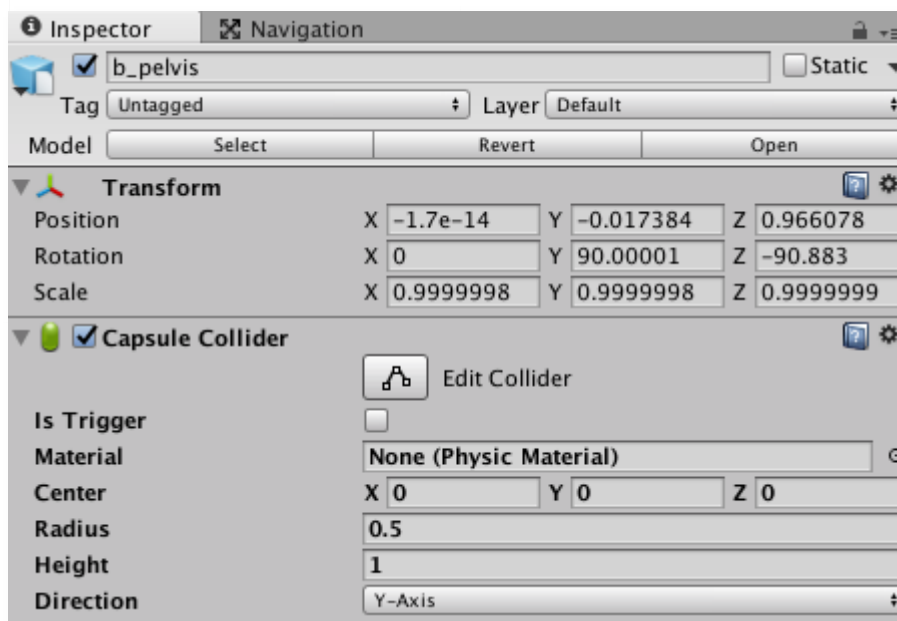 Inspector Navigation
b_pelvis Static
Tag Untagged Layer Default
Model Select Revert Open
Transform
Position X -1.7e-14 Y -0.017384 Z 0.966078
Rotation X 0 Y 90.00001 Z -90.883
Scale X 0.9999998 Y 0.9999998 Z 0.9999999
Capsule Collider
Edit Collider
Is Trigger
Material None (Physic Material)
Center X 0 Y 0 Z 0
Radius 0.5
Height 1
Direction Y-Axis